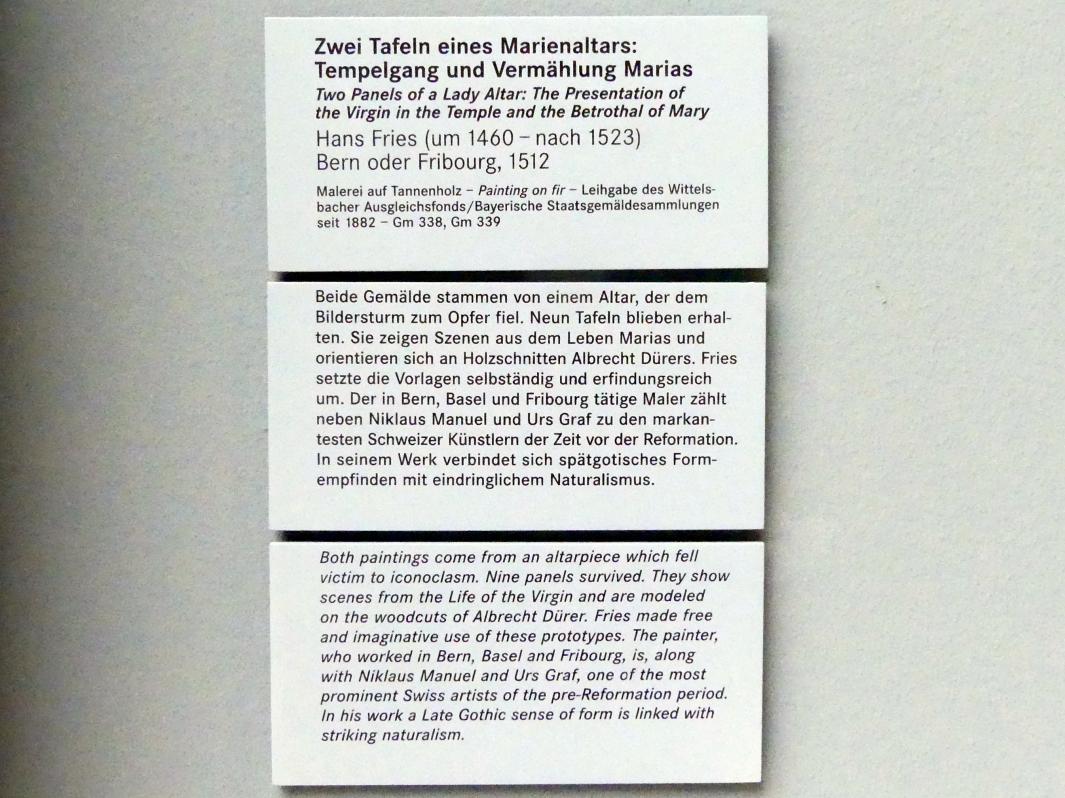 Zwei Tafeln eines Marienaltars:
Tempelgang und Vermählung Marias
Two Panels of a Lady Altar: The Presentation of
the Virgin in the Temple and the Betrothal of Mary
Hans Fries (um 1460 – nach 1523)
Bern oder Fribourg, 1512
Malerei auf Tannenholz – Painting on fir – Leihgabe des Wittels-
bacher Ausgleichsfonds/Bayerische Staatsgemäldesammlungen
seit 1882 – Gm 338, Gm 339
Beide Gemälde stammen von einem Altar, der dem
Bildersturm zum Opfer fiel. Neun Tafeln blieben erhal-
ten. Sie zeigen Szenen aus dem Leben Marias und
orientieren sich an Holzschnitten Albrecht Dürers. Fries
setzte die Vorlagen selbständig und erfindungsreich
um. Der in Bern, Basel und Fribourg tätige Maler zählt
neben Niklaus Manuel und Urs Graf zu den markan-
testen Schweizer Künstlern der Zeit vor der Reformation.
In seinem Werk verbindet sich spätgotisches Form-
empfinden mit eindringlichem Naturalismus.
Both paintings come from an altarpiece which fell
victim to iconoclasm. Nine panels survived. They show
scenes from the Life of the Virgin and are modeled
on the woodcuts of Albrecht Dürer. Fries made free
and imaginative use of these prototypes. The painter,
who worked in Bern, Basel and Fribourg, is, along
with Niklaus Manuel and Urs Graf, one of the most
prominent Swiss artists of the pre-Reformation period.
In his work a Late Gothic sense of form is linked with
striking naturalism.